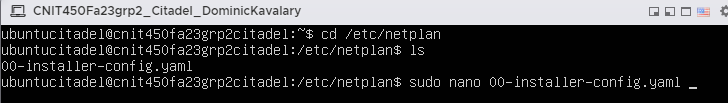 CNIT450Fa23grp2_Citadel_DominicKavalary
ubuntucitadel@cnit450fa23grp2citadel:~$ cd /etc/netplan
ubuntucitadel@cnit450fa23grp2citadel:/etc/netplan$ ls
00-installer-config.yaml
ubuntucitadel@cnit450fa23grp2citadel:/etc/netplan$ sudo nano 00-installer-config.yaml _